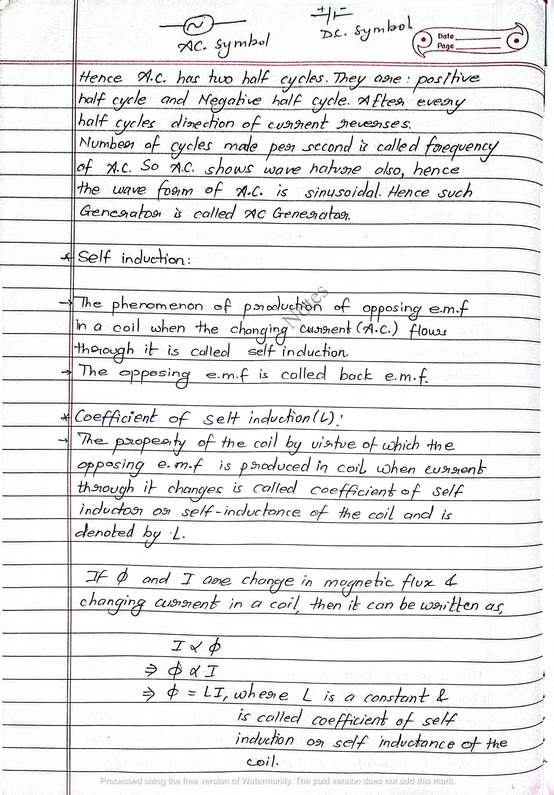 A.C. Symbol
D.C. Symbol
Date
Page
Hence A.C. has two half cycles. They are: positive
half cycle and Negative half cycle. After every
half cycles direction of current reverses.
Number of cycles made per second is called frequency
of A.C. So A.C. shows wave nature also, hence
the wave form of A.C. is sinusoidal. Hence such
Generator is called AC Generator.
* Self induction:
→ The phenomenon of production of opposing e.m.f
in a coil when the changing current (A.C.) flows
through it is called self induction
→ The opposing e.m.f is called back e.m.f.
Notes
* Coefficient of self induction (L):
→ The property of the coil by virtue of which the
opposing e.m.f is produced in coil when current
through it changes is called coefficient of self
inductor or self-inductance of the coil and is
denoted by L.
If ϕ and I are change in magnetic flux &
changing current in a coil, then it can be written as,
I ∝ ϕ
⇒ ϕ ∝ I
⇒ ϕ = LI, where L is a constant &
is called coefficient of self
induction or self inductance of the
coil.
Processed using the free version of Watermarkly. The paid version does not add this mark.